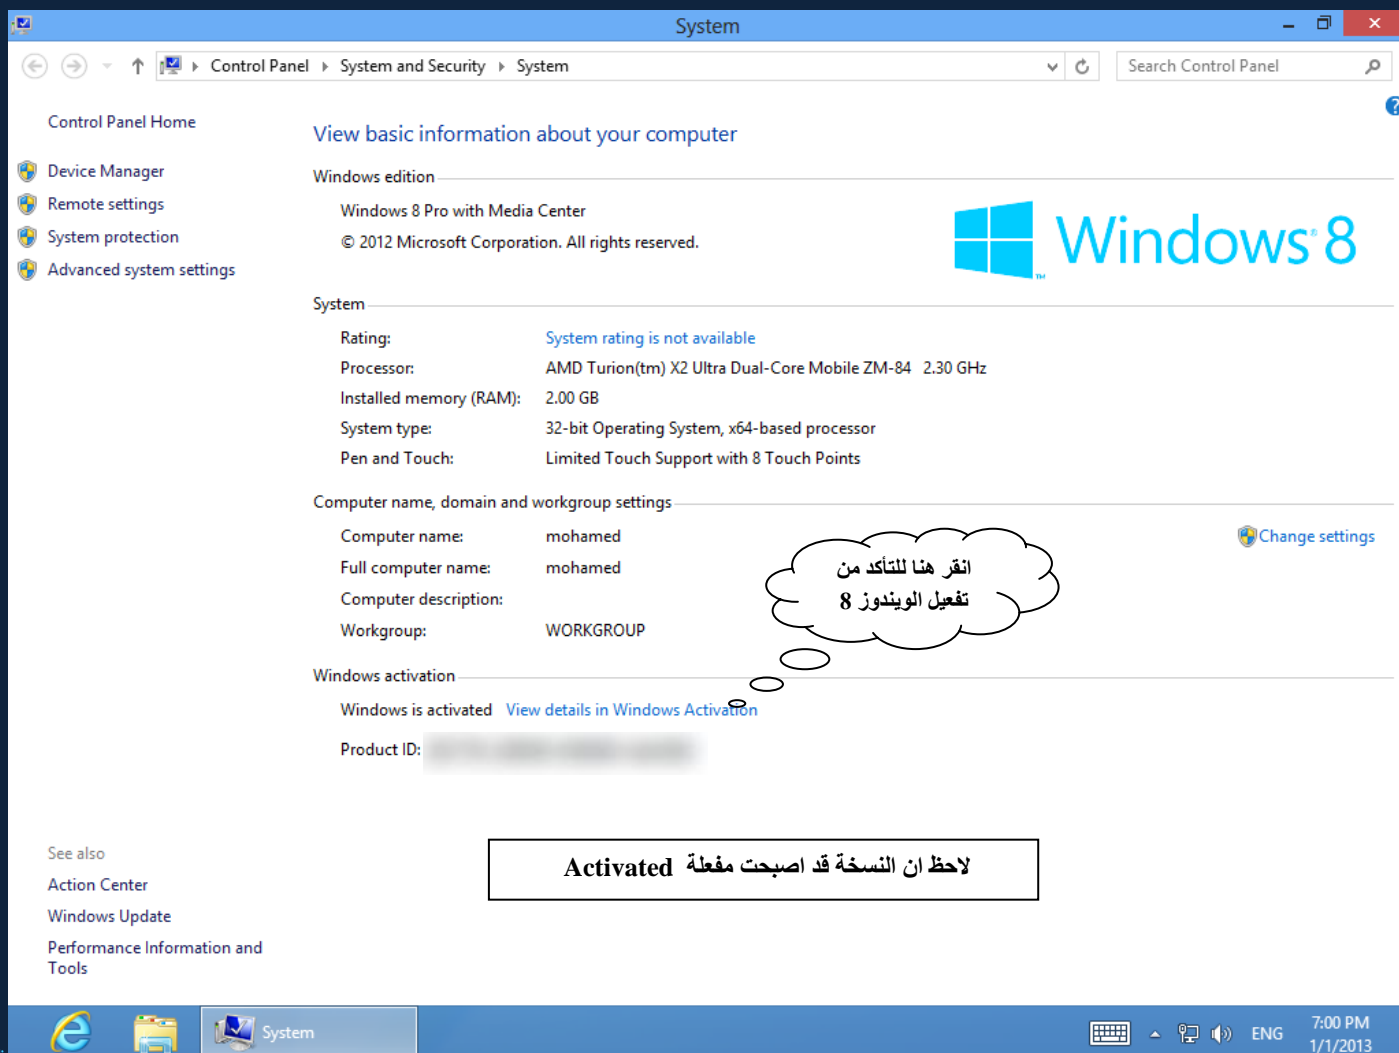 System
Control Panel System and Security System
Search Control Panel
Control Panel Home
Device Manager
Remote settings
System protection
Advanced system settings
View basic information about your computer
Windows edition
Windows 8 Pro with Media Center
© 2012 Microsoft Corporation. All rights reserved.
Windows® 8
TM
System
Rating: System rating is not available
Processor: AMD Turion(tm) X2 Ultra Dual-Core Mobile ZM-84 2.30 GHz
Installed memory (RAM): 2.00 GB
System type: 32-bit Operating System, x64-based processor
Pen and Touch: Limited Touch Support with 8 Touch Points
Computer name, domain and workgroup settings
Computer name: mohamed
Change settings
Full computer name: mohamed
Computer description:
Workgroup: WORKGROUP
انقر هنا للتأكد من
تفعيل الويندوز 8
Windows activation
Windows is activated View details in Windows Activation
Product ID:
لاحظ ان النسخة قد اصبحت مفعلة Activated
See also
Action Center
Windows Update
Performance Information and
Tools
System
ENG
7:00 PM
1/1/2013